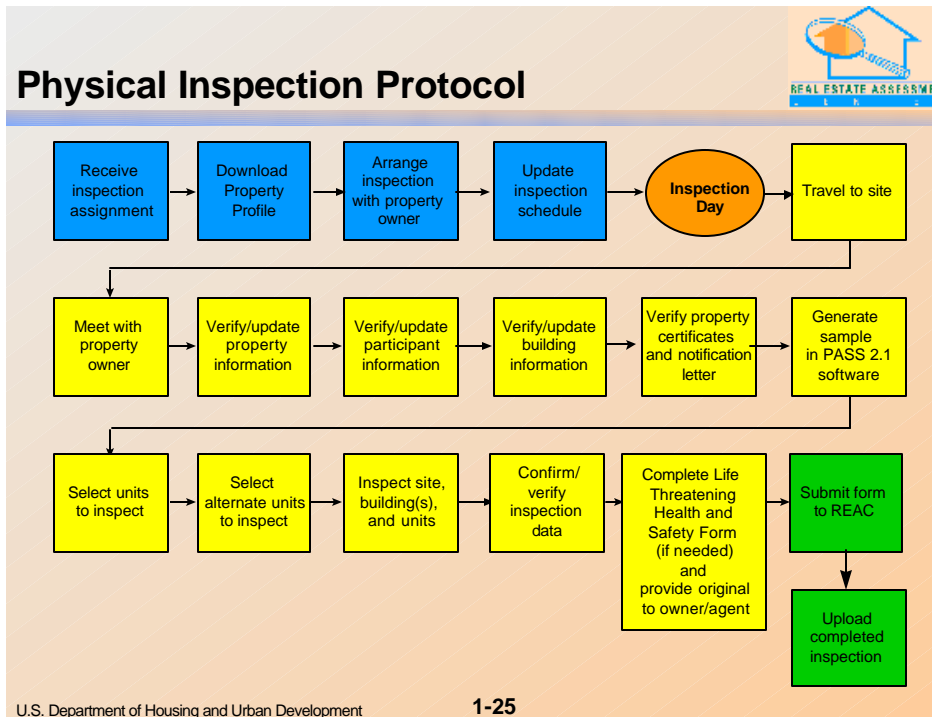 REAL ESTATE ASSESSME
Physical Inspection Protocol
Receive
inspection
assignment
Download
Property
Profile
Arrange
inspection
with property
owner
Update
inspection
schedule
Inspection
Day
Travel to site
Meet with
property
owner
Verify/update
property
information
Verify/update
participant
information
Verify/update
building
information
Verify property
certificates
and notification
letter
Generate
sample
in PASS 2.1
software
Select units
to inspect
Select
alternate units
to inspect
Inspect site,
building(s),
and units
Confirm/
verify
inspection
data
Complete Life
Threatening
Health and
Safety Form
(if needed)
and
provide original
to owner/agent
Submit form
to REAC
Upload
completed
inspection
U.S. Department of Housing and Urban Development
1-25